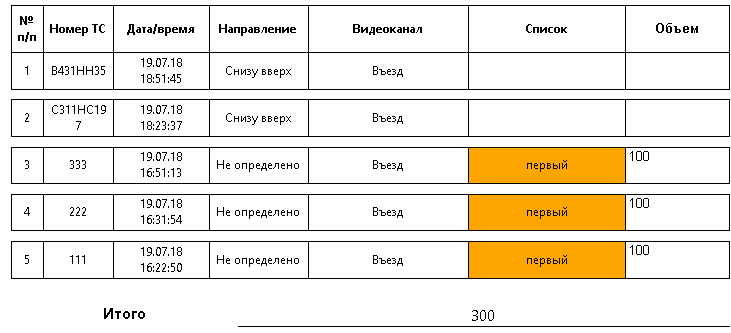 № п/п Номер ТС Дата/время Направление Видеоканал Список Объем
1 В431НН35 19.07.18 18:51:45 Снизу вверх Въезд
2 С311НС197 19.07.18 18:23:37 Снизу вверх Въезд
3 333 19.07.18 16:51:13 Не определено Въезд первый 100
4 222 19.07.18 16:31:54 Не определено Въезд первый 100
5 111 19.07.18 16:22:50 Не определено Въезд первый 100
Итого 300